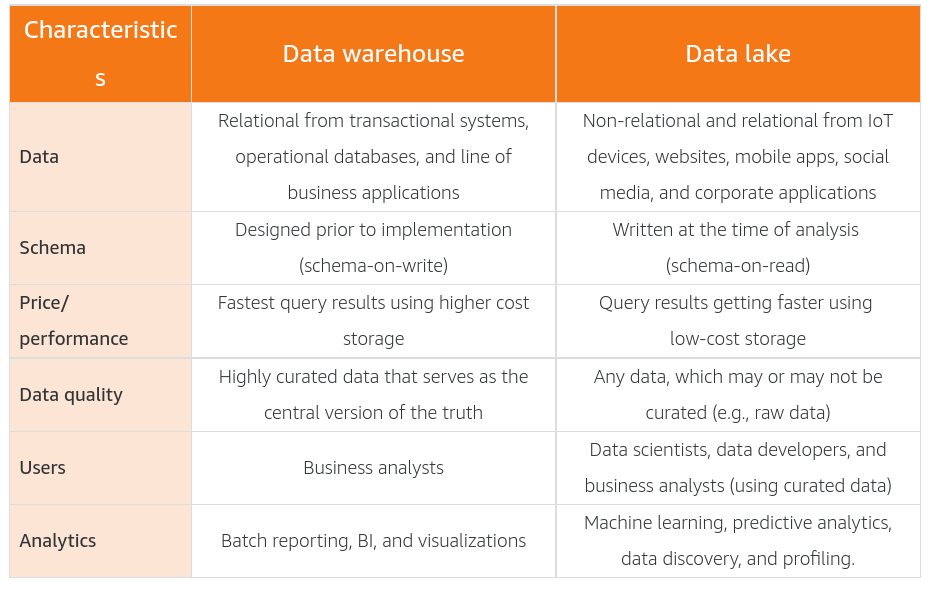 Characteristic
s
Data warehouse
Data lake
Data
Relational from transactional systems,
operational databases, and line of
business applications
Non-relational and relational from IoT
devices, websites, mobile apps, social
media, and corporate applications
Schema
Designed prior to implementation
(schema-on-write)
Written at the time of analysis
(schema-on-read)
Price/
performance
Fastest query results using higher cost
storage
Query results getting faster using
low-cost storage
Data quality
Highly curated data that serves as the
central version of the truth
Any data, which may or may not be
curated (e.g., raw data)
Users
Business analysts
Data scientists, data developers, and
business analysts (using curated data)
Analytics
Batch reporting, BI, and visualizations
Machine learning, predictive analytics,
data discovery, and profiling.